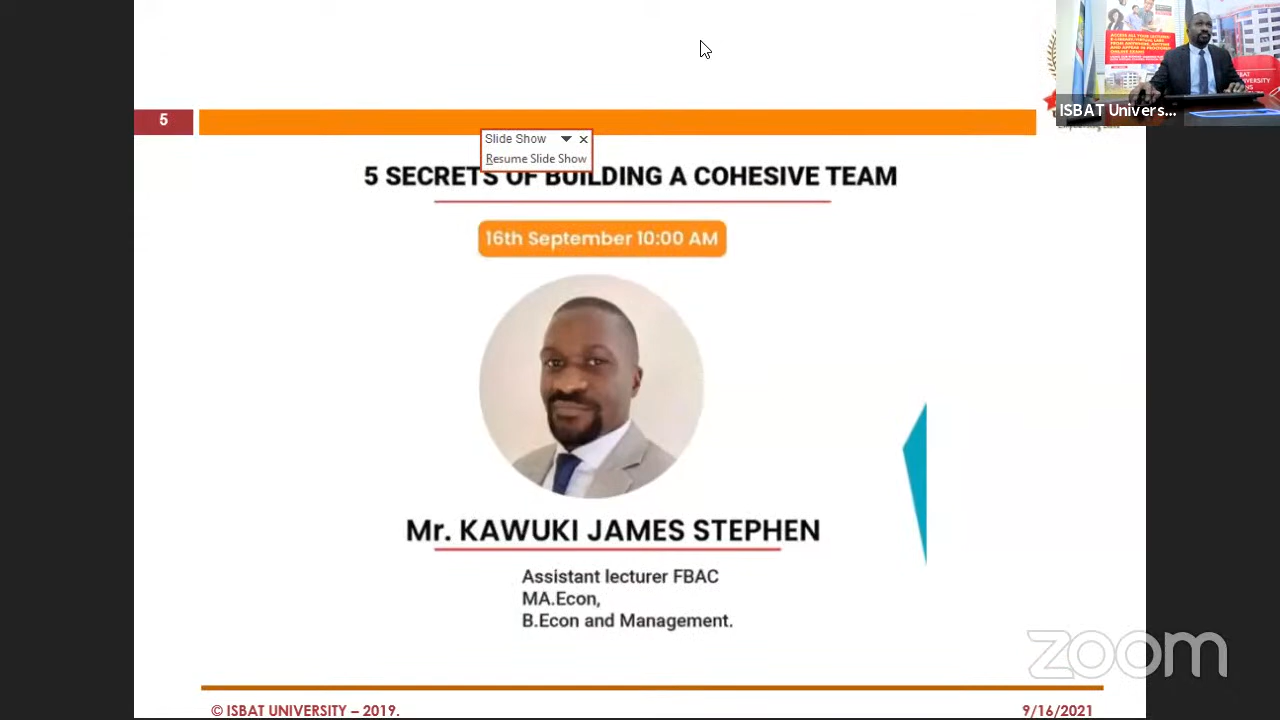 5
Slide Show
Resume Slide Show
5 SECRETS OF BUILDING A COHESIVE TEAM
16th September 10:00 AM
Mr. KAWUKI JAMES STEPHEN
Assistant lecturer FBAC
MA.Econ,
B.Econ and Management.
© ISBAT UNIVERSITY – 2019.
9/16/2021
ISBAT Univers...
zoom